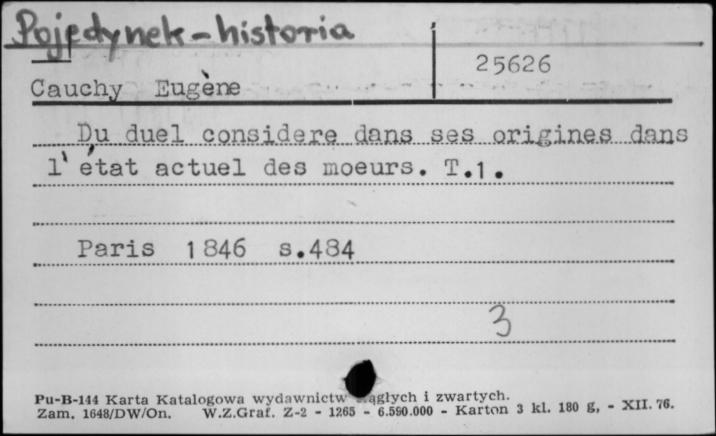 Pojedynek-historia
25626
Cauchy Eugène
Du duel considere dans ses origines dans
l'état actuel des moeurs. T.1.
Paris 1846 s.484
3
Pu-B-144 Karta Katalogowa wydawnictw ciągłych i zwartych.
Zam. 1648/DW/On. W.Z.Graf. Z-2 - 1265 - 6.590.000 - Karton 3 kl. 180 g, - XII. 76.